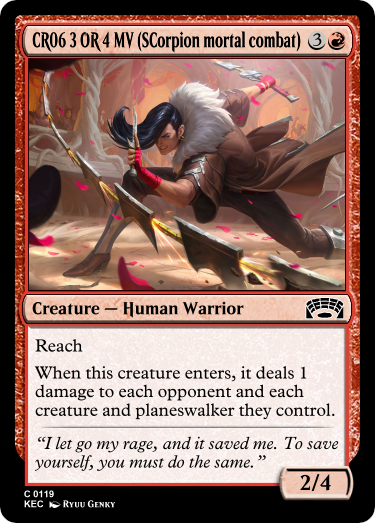 CR06 3 OR 4 MV (SCorpion mortal combat) 3
Creature — Human Warrior
Reach
When this creature enters, it deals 1
damage to each opponent and each
creature and planeswalker they control.
“I let go my rage, and it saved me. To save
yourself, you must do the same.”
2/4
C 0119
KEC Ryuu Genky